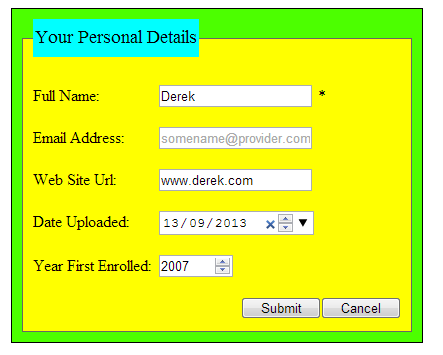 Your Personal Details
Full Name: Derek *
Email Address: somename@provider.com
Web Site Url: www.derek.com
Date Uploaded: 13/09/2013
Year First Enrolled: 2007
Submit Cancel